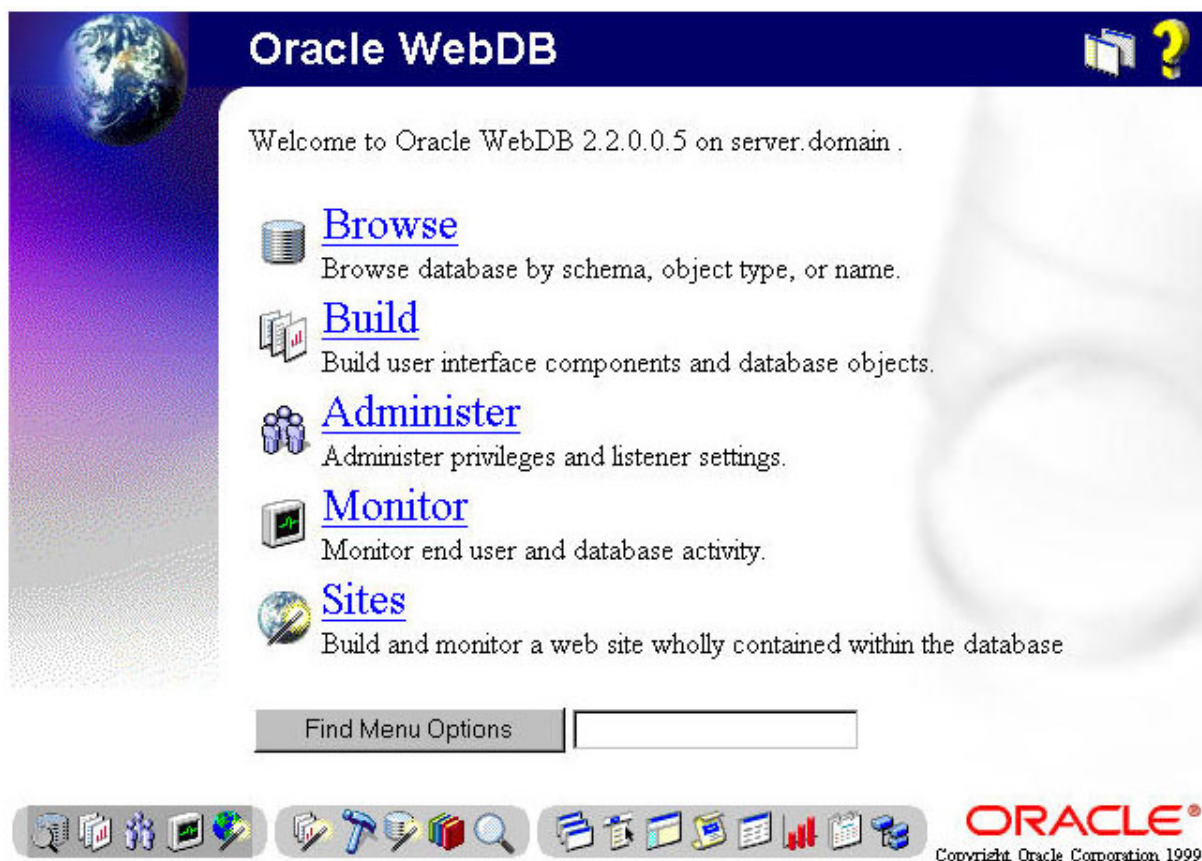 Oracle WebDB
Welcome to Oracle WebDB 2.2.0.0.5 on server.domain .
Browse
Browse database by schema, object type, or name.
Build
Build user interface components and database objects.
Administer
Administer privileges and listener settings.
Monitor
Monitor end user and database activity.
Sites
Build and monitor a web site wholly contained within the database
Find Menu Options
ORACLE®
Copyright Oracle Corporation 1999